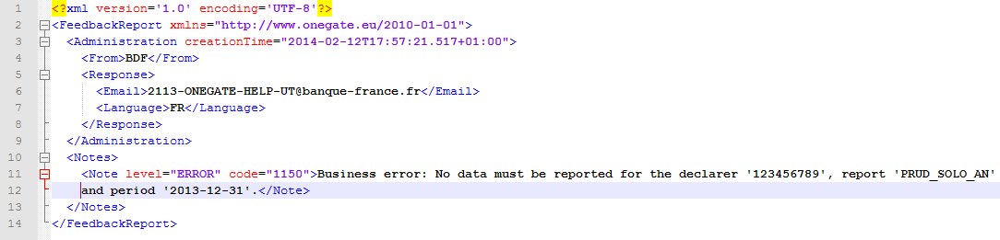 1 <?xml version='1.0' encoding='UTF-8'?>
2 <FeedbackReport xmlns="http://www.onegate.eu/2010-01-01">
3 <Administration creationTime="2014-02-12T17:57:21.517+01:00">
4 <From>BDF</From>
5 <Response>
6 <Email>2113-ONEGATE-HELP-UT@banque-france.fr</Email>
7 <Language>FR</Language>
8 </Response>
9 </Administration>
10 <Notes>
11 <Note level="ERROR" code="1150">Business error: No data must be reported for the declarer '123456789', report 'PRUD_SOLO_AN'
12 and period '2013-12-31'.</Note>
13 </Notes>
14 </FeedbackReport>